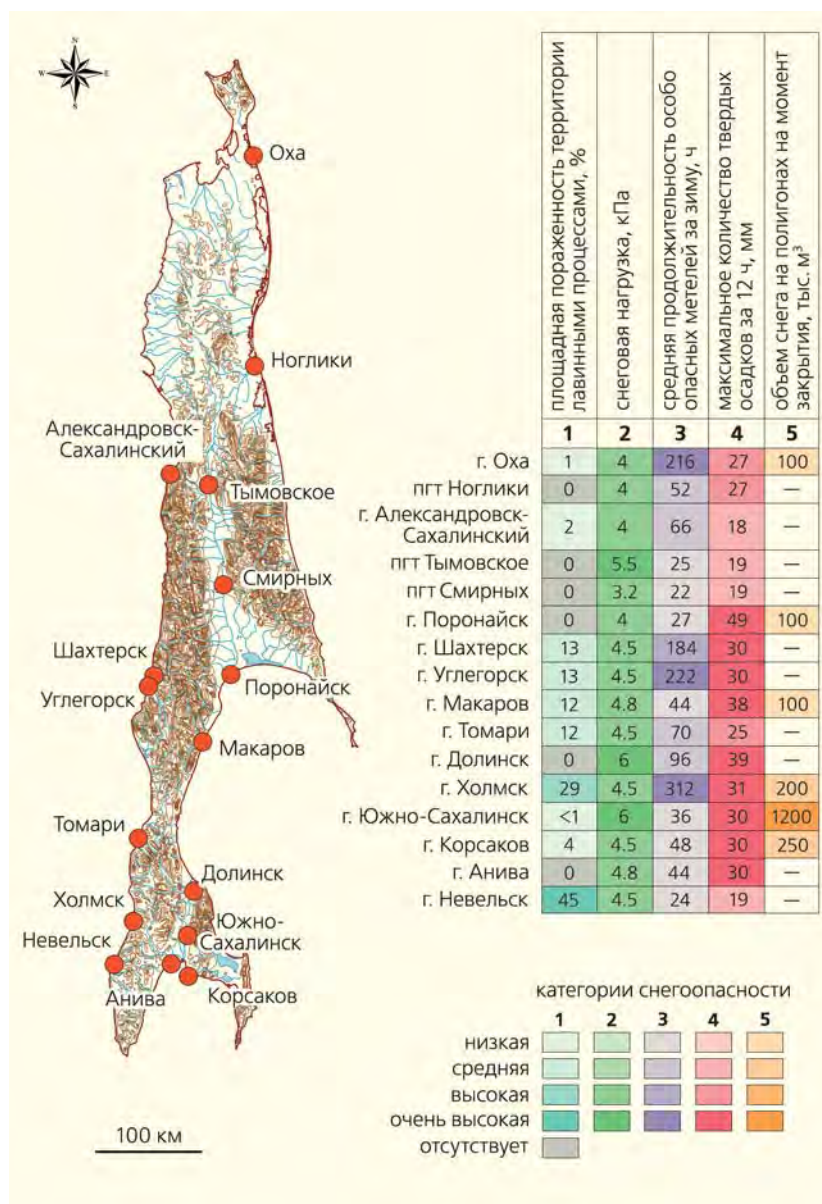 N
W
E
S
Оха
Ноглики
Александровск-
Сахалинский
Тымовское
Смирных
Шахтерск
Углегорск
Поронайск
Макаров
Томари
Долинск
Холмск
Южно-
Сахалинск
Невельск
Анива
Корсаков
100 км
площадная пораженность территории
лавинными процессами, %
снеговая нагрузка, кПа
средняя продолжительность особо
опасных метелей за зиму, ч
максимальное количество твердых
осадков за 12 ч, мм
объем снега на полигонах на момент
закрытия, тыс. м³
1 2 3 4 5
г. Оха 1 4 216 27 100
пгт Ноглики 0 4 52 27 —
г. Александровск-
Сахалинский 2 4 66 18 —
пгт Тымовское 0 5.5 25 19 —
пгт Смирных 0 3.2 22 19 —
г. Поронайск 0 4 27 49 100
г. Шахтерск 13 4.5 184 30 —
г. Углегорск 13 4.5 222 30 —
г. Макаров 12 4.8 44 38 100
г. Томари 12 4.5 70 25 —
г. Долинск 0 6 96 39 —
г. Холмск 29 4.5 312 31 200
г. Южно-Сахалинск <1 6 36 30 1200
г. Корсаков 4 4.5 48 30 250
г. Анива 0 4.8 44 30 —
г. Невельск 45 4.5 24 19 —
категории снегоопасности
1 2 3 4 5
низкая
средняя
высокая
очень высокая
отсутствует